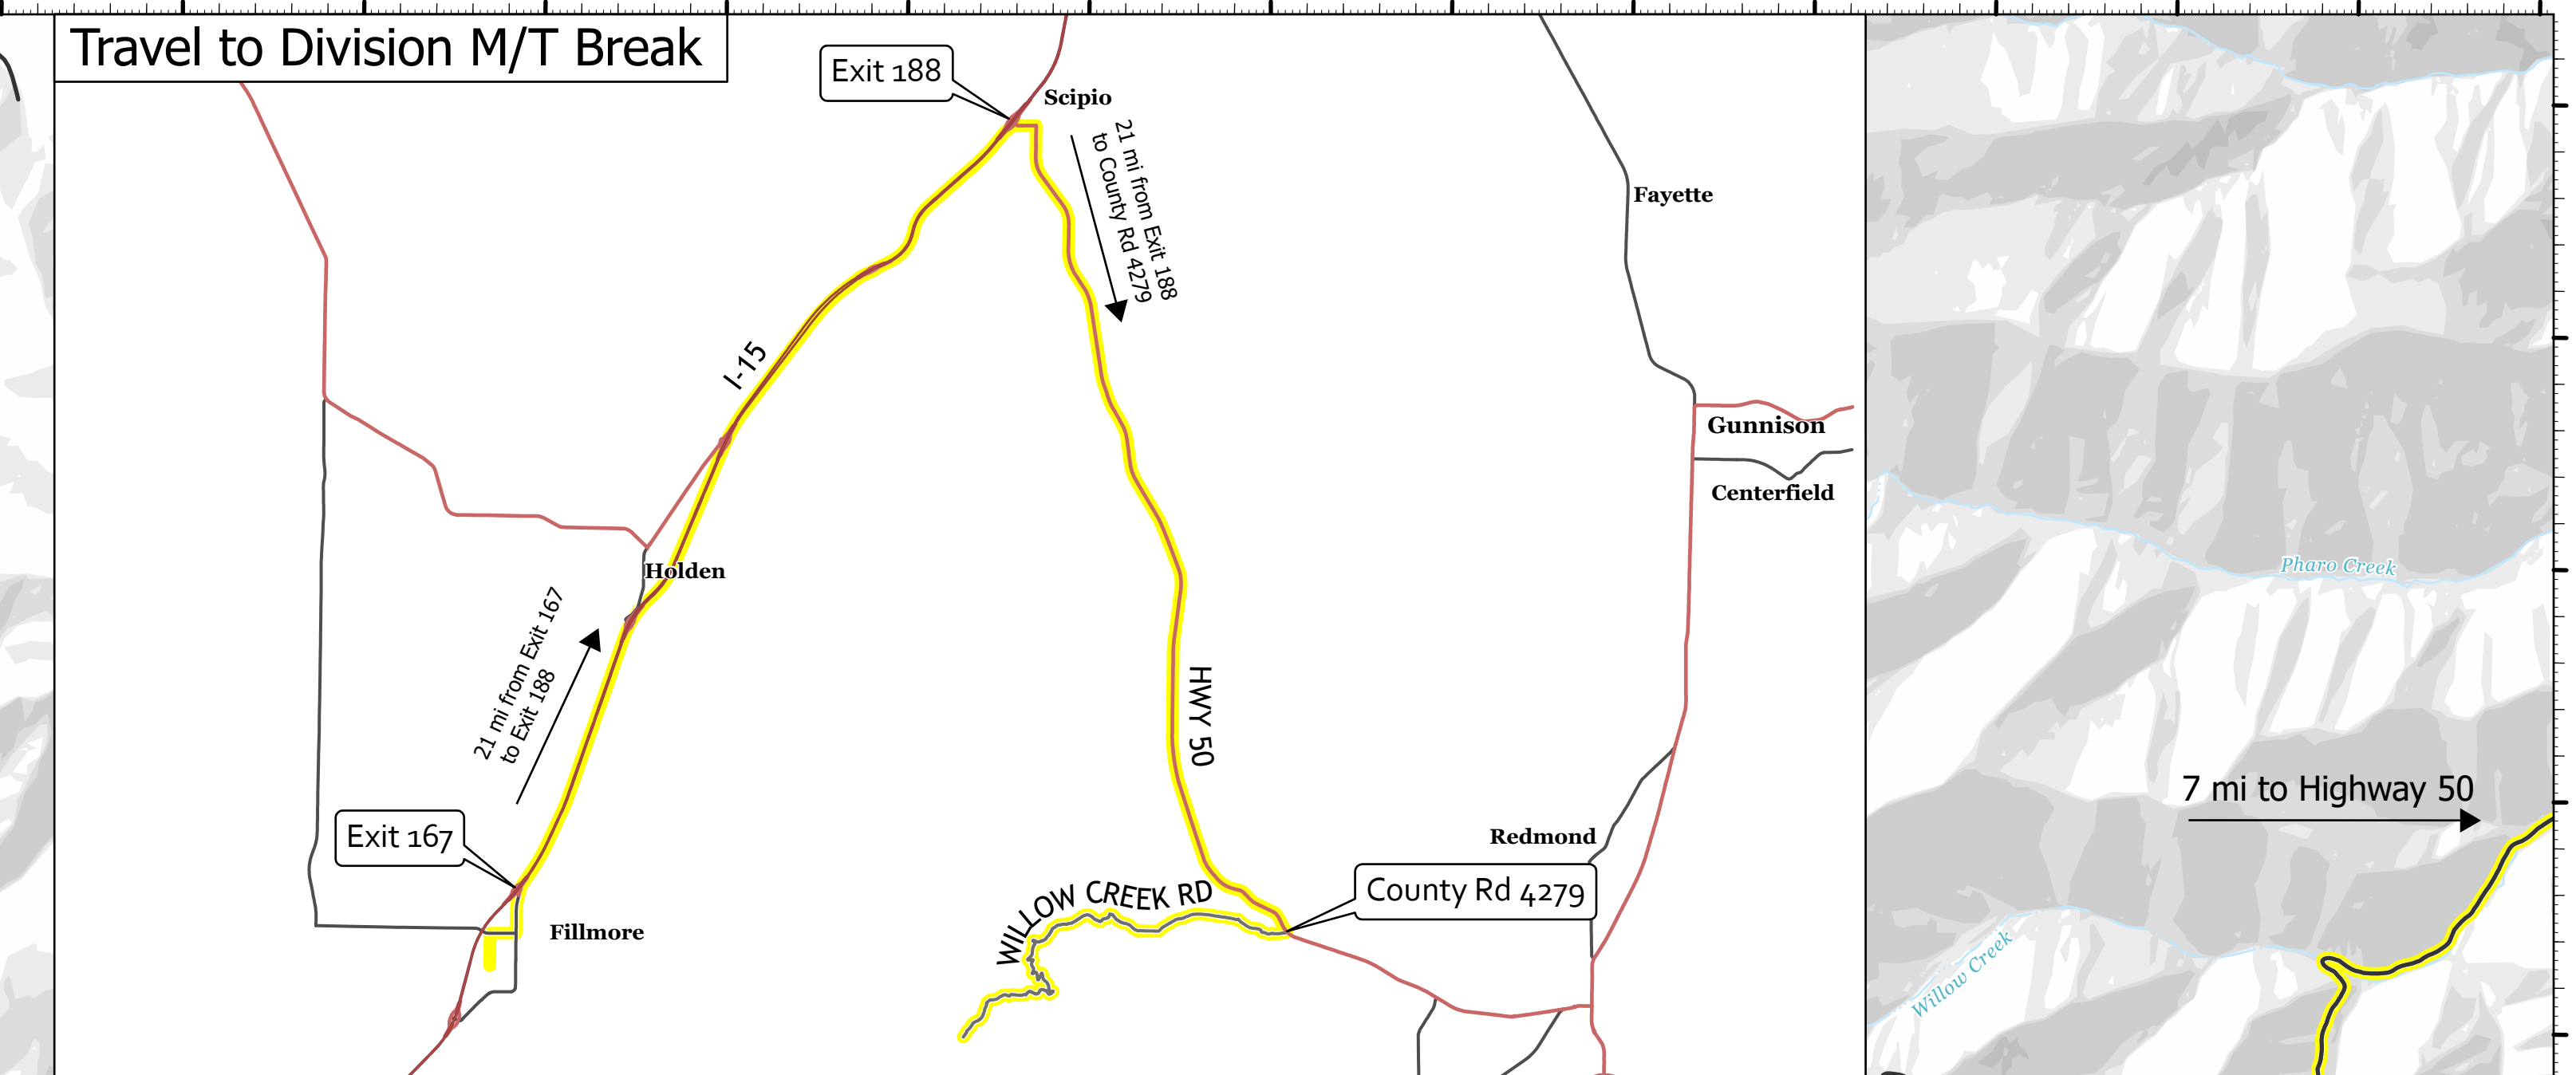 Travel to Division M/T Break
Exit 188
Scipio
21 mi from Exit 188
to County Rd 4279
Fayette
I-15
Gunnison
Centerfield
Holden
Pharo Creek
21 mi from Exit 167
to Exit 188
HWY 50
7 mi to Highway 50
Exit 167
Redmond
County Rd 4279
WILLOW CREEK RD
Fillmore
Willow Creek